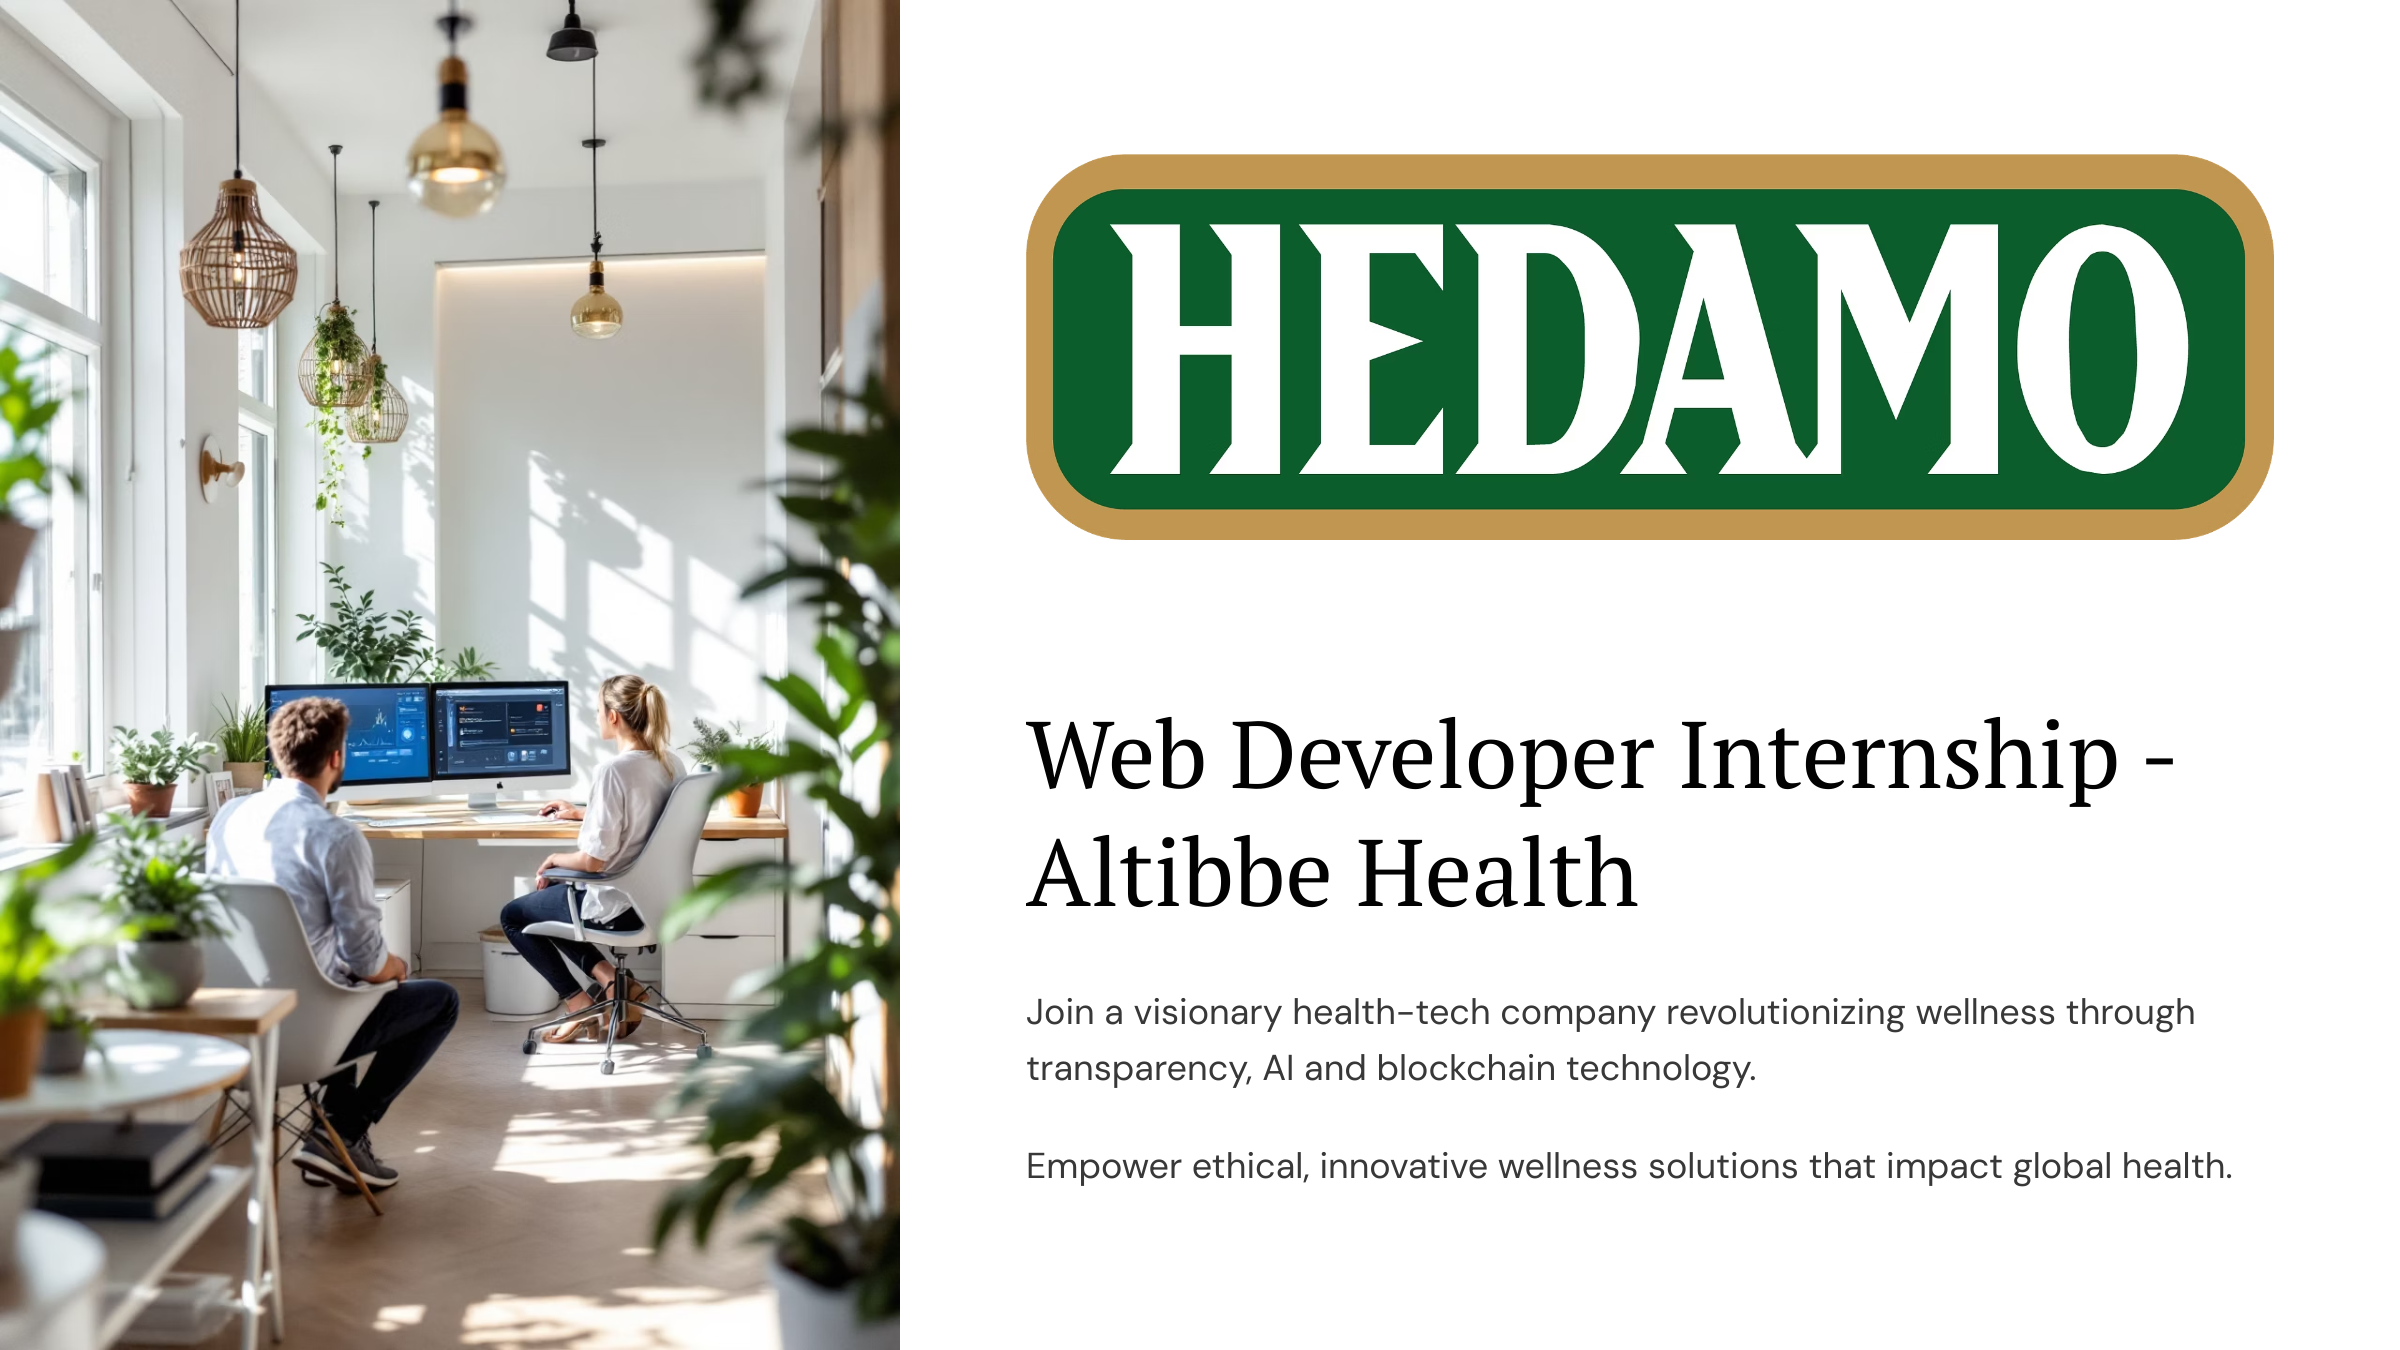 HEDAMO
Web Developer Internship -
Altibbe Health
Join a visionary health-tech company revolutionizing wellness through
transparency, AI and blockchain technology.
Empower ethical, innovative wellness solutions that impact global health.